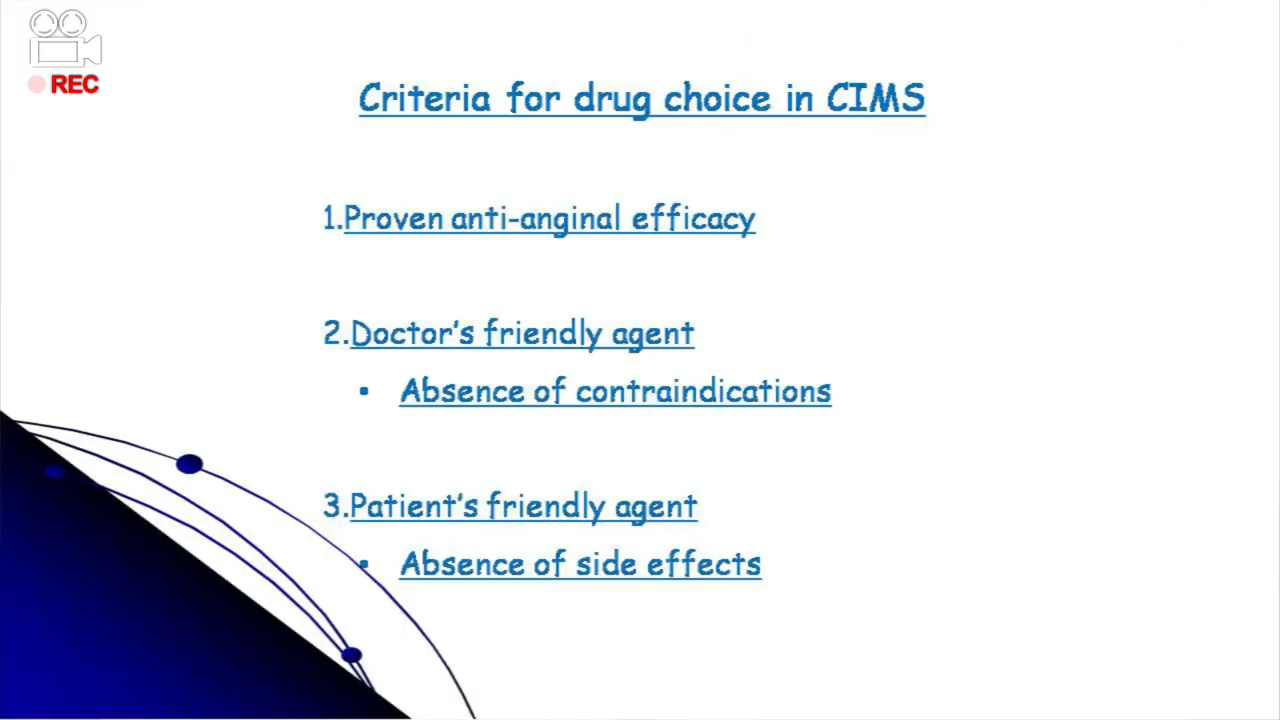 REC
Criteria for drug choice in CIMS
1.Proven anti-anginal efficacy
2.Doctor's friendly agent
▪ Absence of contraindications
3.Patient's friendly agent
▪ Absence of side effects